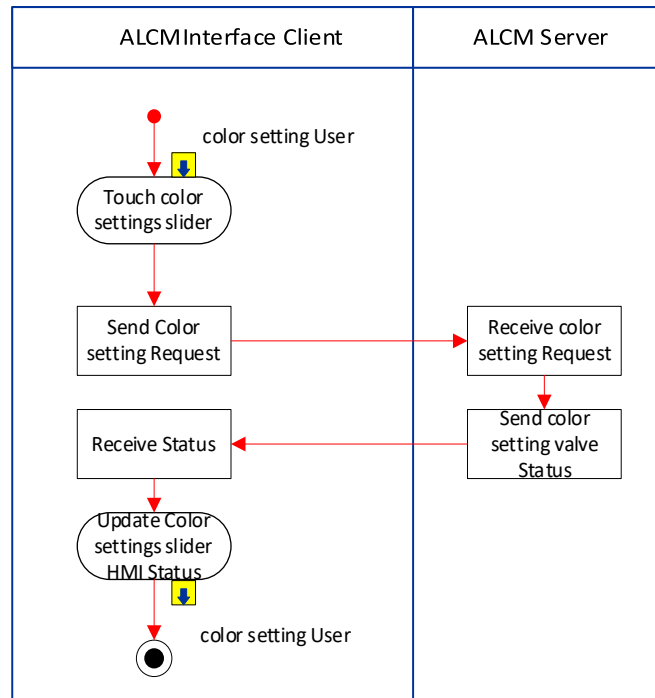 ALCMInterface Client
ALCM Server
color setting User
Touch color
settings slider
Send Color
setting Request
Receive color
setting Request
Receive Status
Send color
setting valve
Status
Update Color
settings slider
HMI Status
color setting User